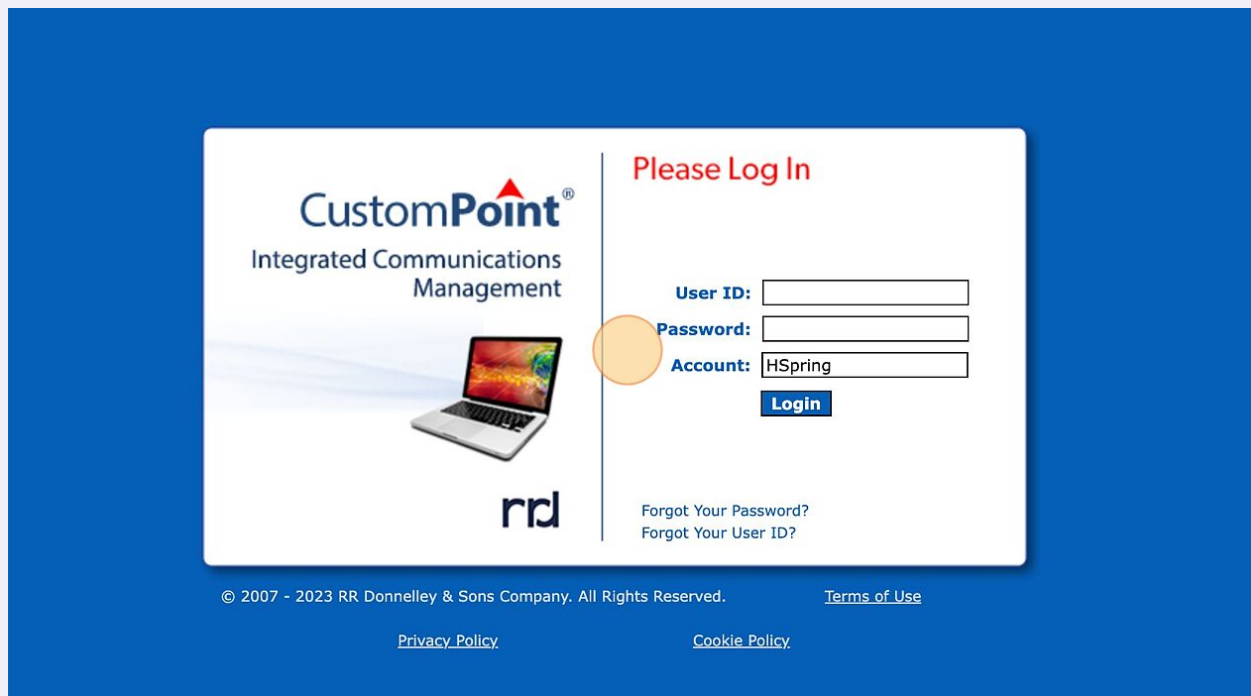 CustomPoint®
Integrated Communications
Management
rrd
Please Log In
User ID:
Password:
Account: HSpring
Login
Forgot Your Password?
Forgot Your User ID?
© 2007 - 2023 RR Donnelley & Sons Company. All Rights Reserved. Terms of Use
Privacy Policy Cookie Policy